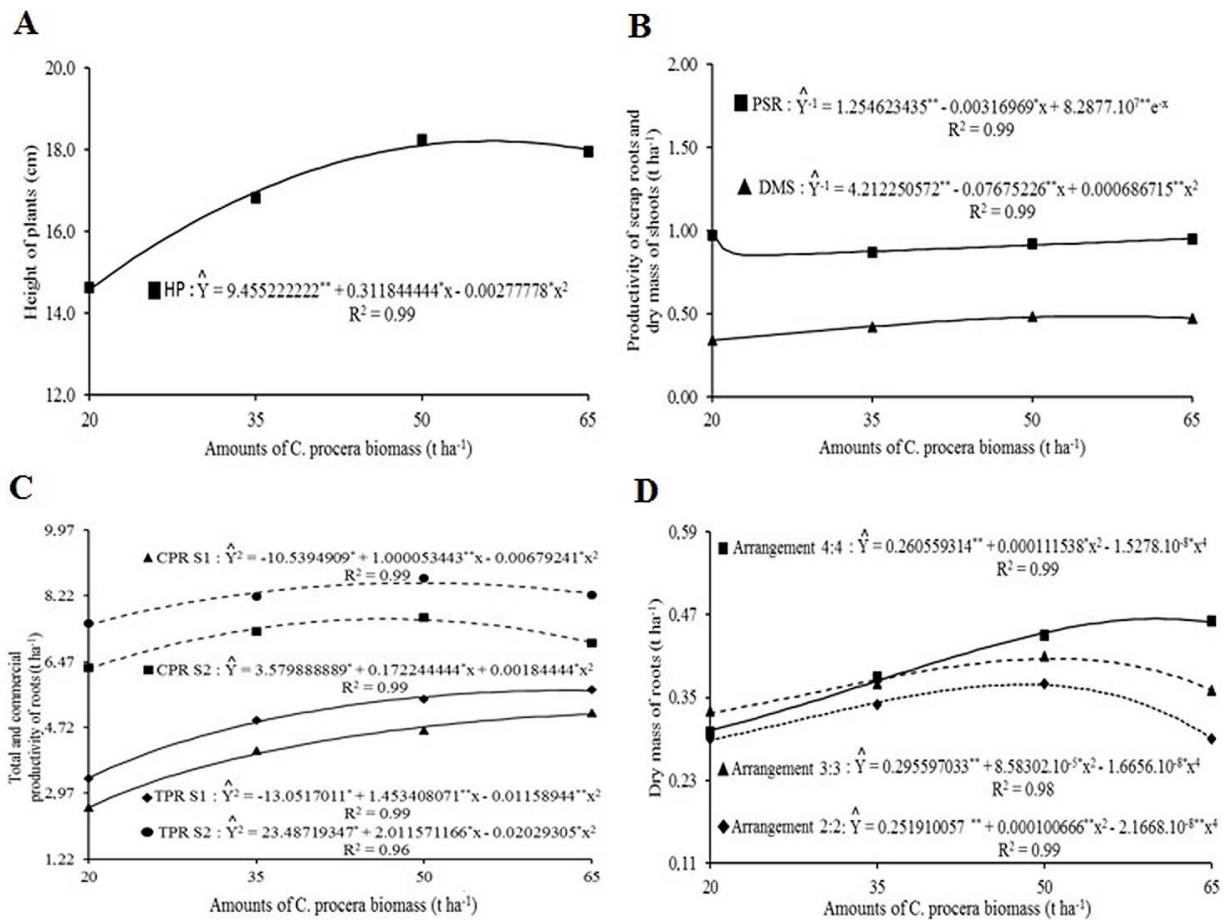 A
Height of plants (cm)
20.0
18.0
16.0
14.0
12.0
HP : Ŷ = 9.455222222** + 0.311844444*x - 0.00277778*x²
R² = 0.99
20 35 50 65
Amounts of C. procera biomass (t ha⁻¹)
B
Productivity of scrap roots and
dry mass of shoots (t ha⁻¹)
2.00
1.50
1.00
0.50
0.00
PSR : Ŷ⁻¹ = 1.254623435** - 0.00316969*x + 8.2877.10⁷**e⁻ˣ
R² = 0.99
DMS : Ŷ⁻¹ = 4.212250572** - 0.07675226**x + 0.000686715**x²
R² = 0.99
20 35 50 65
Amounts of C. procera biomass (t ha⁻¹)
C
Total and commercial
productivity of roots (t ha⁻¹)
9.97
8.22
6.47
4.72
2.97
1.22
CPR S1 : Ŷ² = -10.5394909* + 1.000053443**x - 0.00679241*x²
R² = 0.99
CPR S2 : Ŷ = 3.579888889* + 0.172244444*x + 0.00184444*x²
R² = 0.99
TPR S1 : Ŷ² = -13.0517011* + 1.453408071**x - 0.01158944**x²
R² = 0.99
TPR S2 : Ŷ² = 23.48719347* + 2.011571166*x - 0.02029305*x²
R² = 0.96
20 35 50 65
Amounts of C. procera biomass (t ha⁻¹)
D
Dry mass of roots (t ha⁻¹)
0.59
0.47
0.35
0.23
0.11
Arrangement 4:4 : Ŷ = 0.260559314** + 0.000111538*x² - 1.5278.10⁻⁸*x⁴
R² = 0.99
Arrangement 3:3 : Ŷ = 0.295597033** + 8.58302.10⁻⁵*x² - 1.6656.10⁻⁸*x⁴
R² = 0.98
Arrangement 2:2: Ŷ = 0.251910057 ** + 0.000100666**x² - 2.1668.10⁻⁸**x⁴
R² = 0.99
20 35 50 65
Amounts of C. procera biomass (t ha⁻¹)